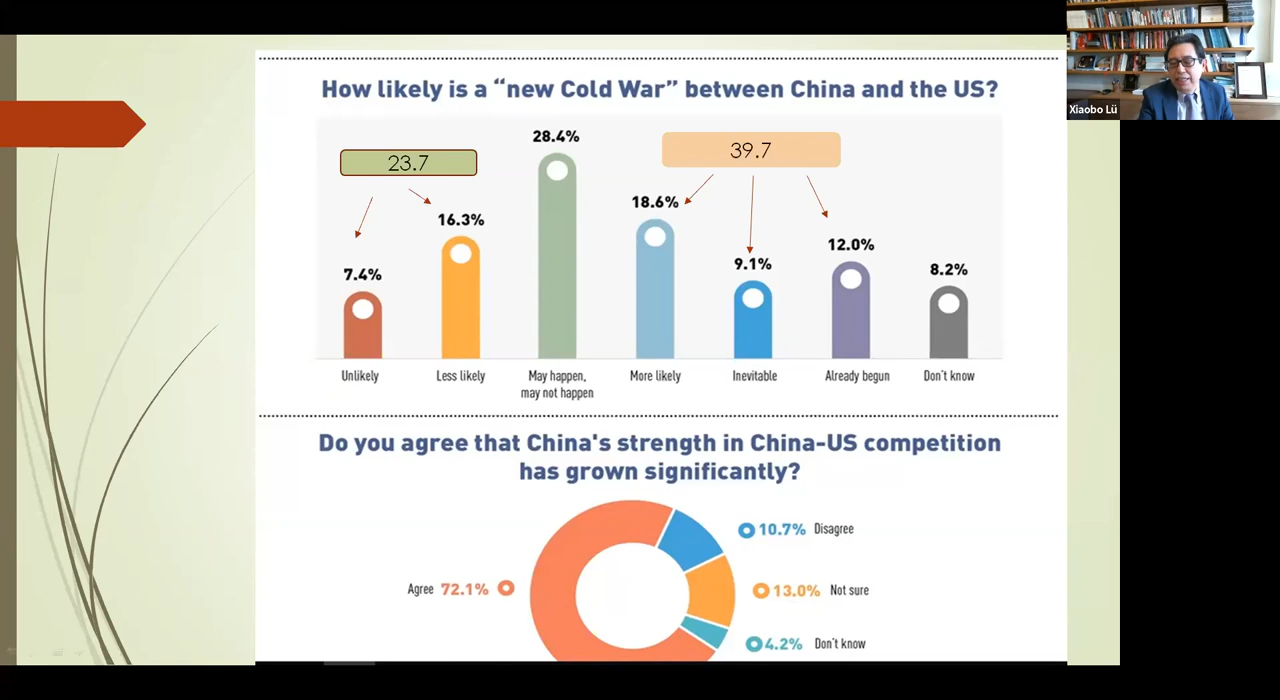 Xiaobo Lü
How likely is a “new Cold War” between China and the US?
23.7
39.7
7.4%
16.3%
28.4%
18.6%
9.1%
12.0%
8.2%
Unlikely
Less likely
May happen,
may not happen
More likely
Inevitable
Already begun
Don't know
Do you agree that China's strength in China-US competition
has grown significantly?
Agree 72.1%
10.7% Disagree
13.0% Not sure
4.2% Don't know